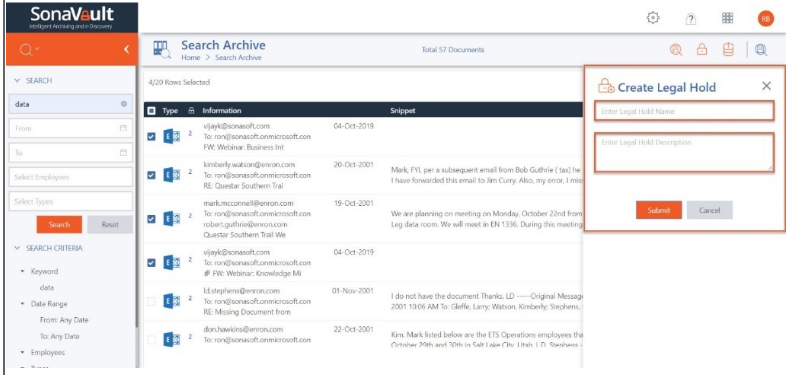 SonaVault
Intelligent Archiving and e-Discovery
RB
Search Archive
Home > Search Archive
Total 57 Documents
SEARCH
data
From
To
Select Employees
Select Types
Search Reset
SEARCH CRITERIA
Keyword
data
Date Range
From: Any Date
To: Any Date
Employees
4/20 Rows Selected
Type Information Snippet
2 vijayk@sonasoft.com 04-Oct-2019
To: ron@sonasoft.onmicrosoft.con
FW: Webinar: Business Int
kimberly.watson@enron.com 20-Oct-2001
2 To: ron@sonasoft.onmicrosoft.con Mark, FYI, per a subsequent email from Bob Guthrie ( tax) he
RE: Questar Southern Trai I have forwarded this email to Jim Curry. Also, my error, I miss
mark.mcconnell@enron.com 19-Oct-2001
2 To: ron@sonasoft.onmicrosoft.con We are planning on meeting on Monday, October 22nd from
robert.guthrie@enron.com Leg data room. We will meet in EN 1336. During this meeting
Questar Southern Trail We
vijayk@sonasoft.com 04-Oct-2019
2 To: ron@sonasoft.onmicrosoft.con
FW: Webinar: Knowledge Mi
ld.stephens@enron.com 01-Nov-2001
2 To: ron@sonasoft.onmicrosoft.con I do not have the document Thanks, LD -----Original Message
RE: Missing Document from 2001 10:06 AM To: Gleffe, Larry; Watson, Kimberly; Stephens,
don.hawkins@enron.com 22-Oct-2001
2 To: ron@sonasoft.onmicrosoft.con Kim, Mark listed below are the ETS Operations employees tha
October 29th and 30th in Salt Lake City, Utah. L.D. Stephens -
Create Legal Hold
Enter Legal Hold Name
Enter Legal Hold Description
Submit Cancel